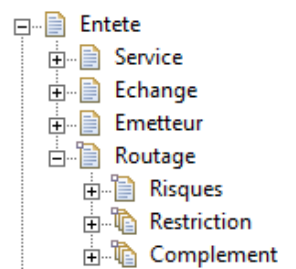 Entete
Service
Echange
Emetteur
Routage
Risques
Restriction
Complement